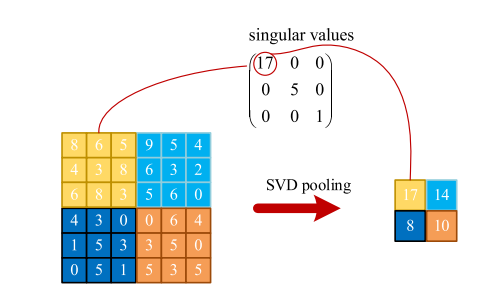 singular values
17 0 0
0 5 0
0 0 1
8 6 5 9 5 4
4 3 8 6 3 2
6 8 3 5 6 0
4 3 0 0 6 4
1 5 3 3 5 0
0 5 1 5 3 5
SVD pooling
17 14
8 10